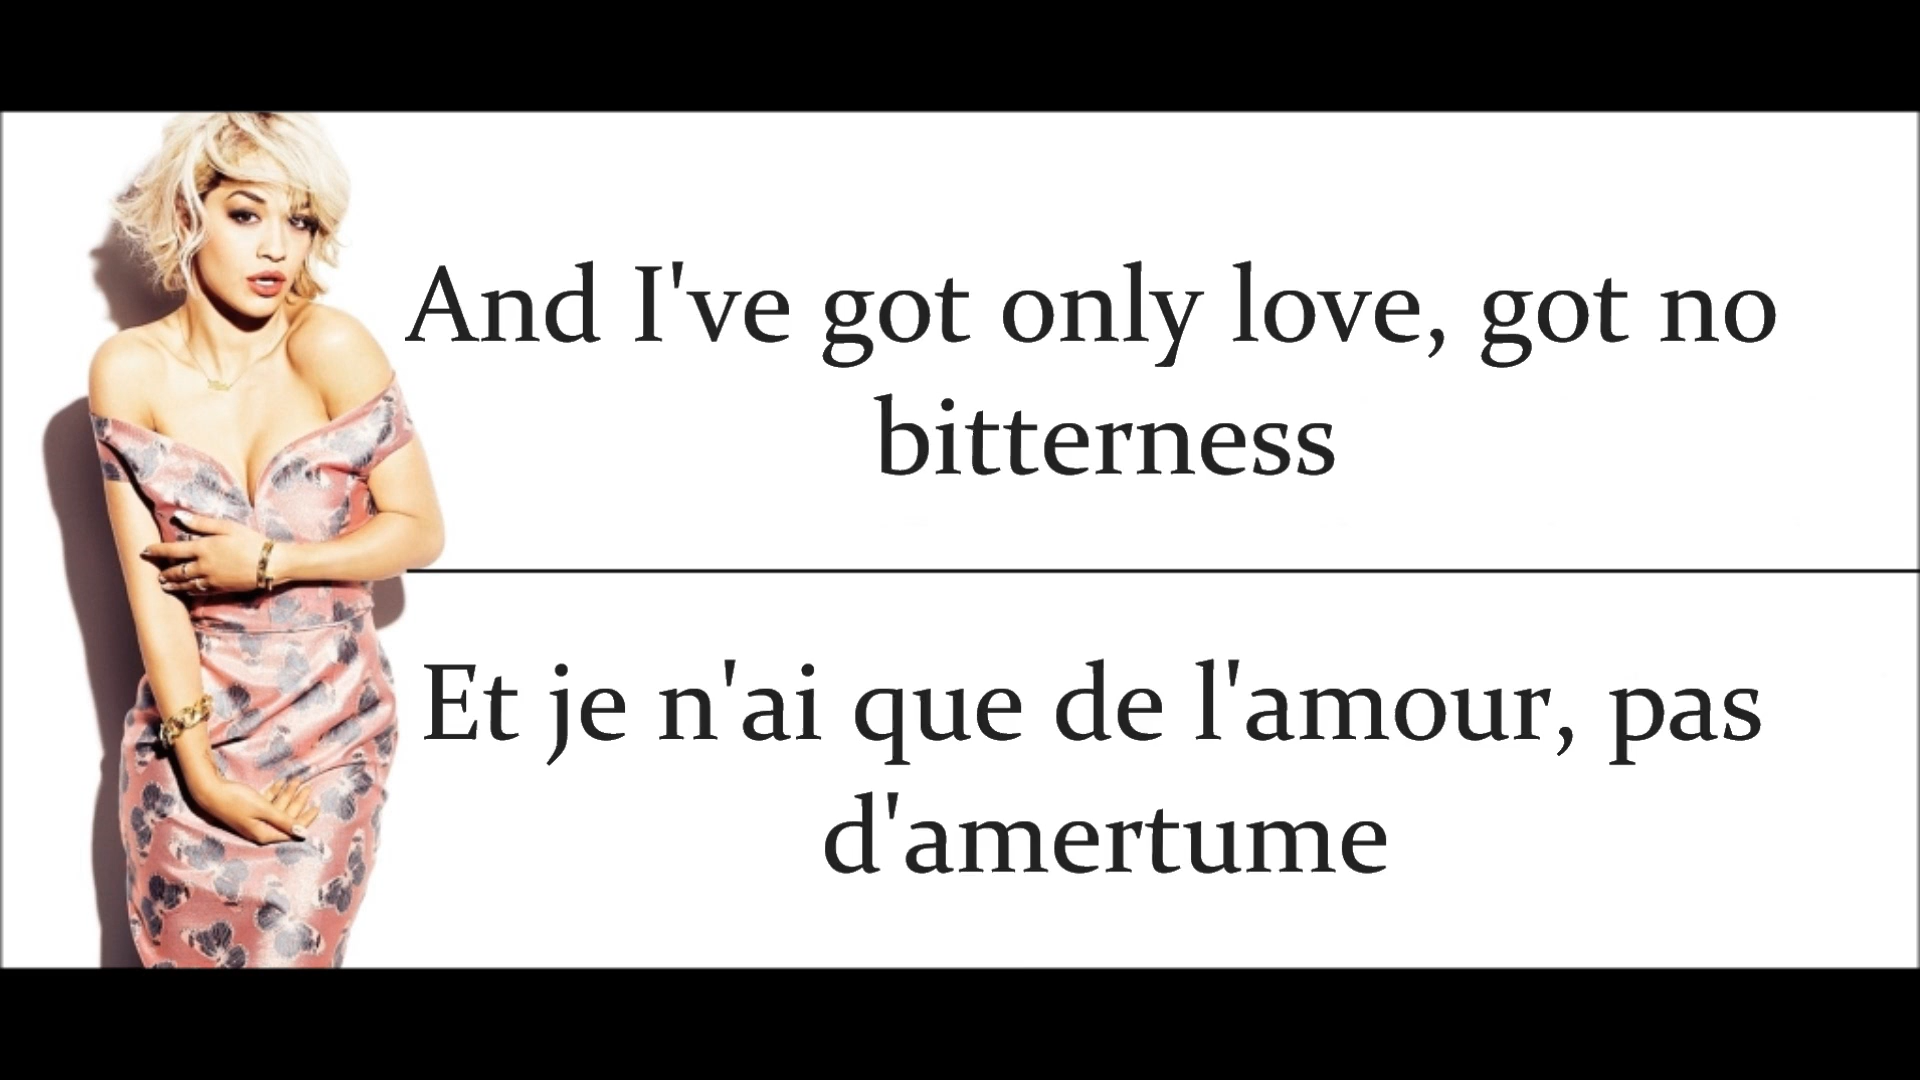 And I've got only love, got no
bitterness
Et je n'ai que de l'amour, pas
d'amertume